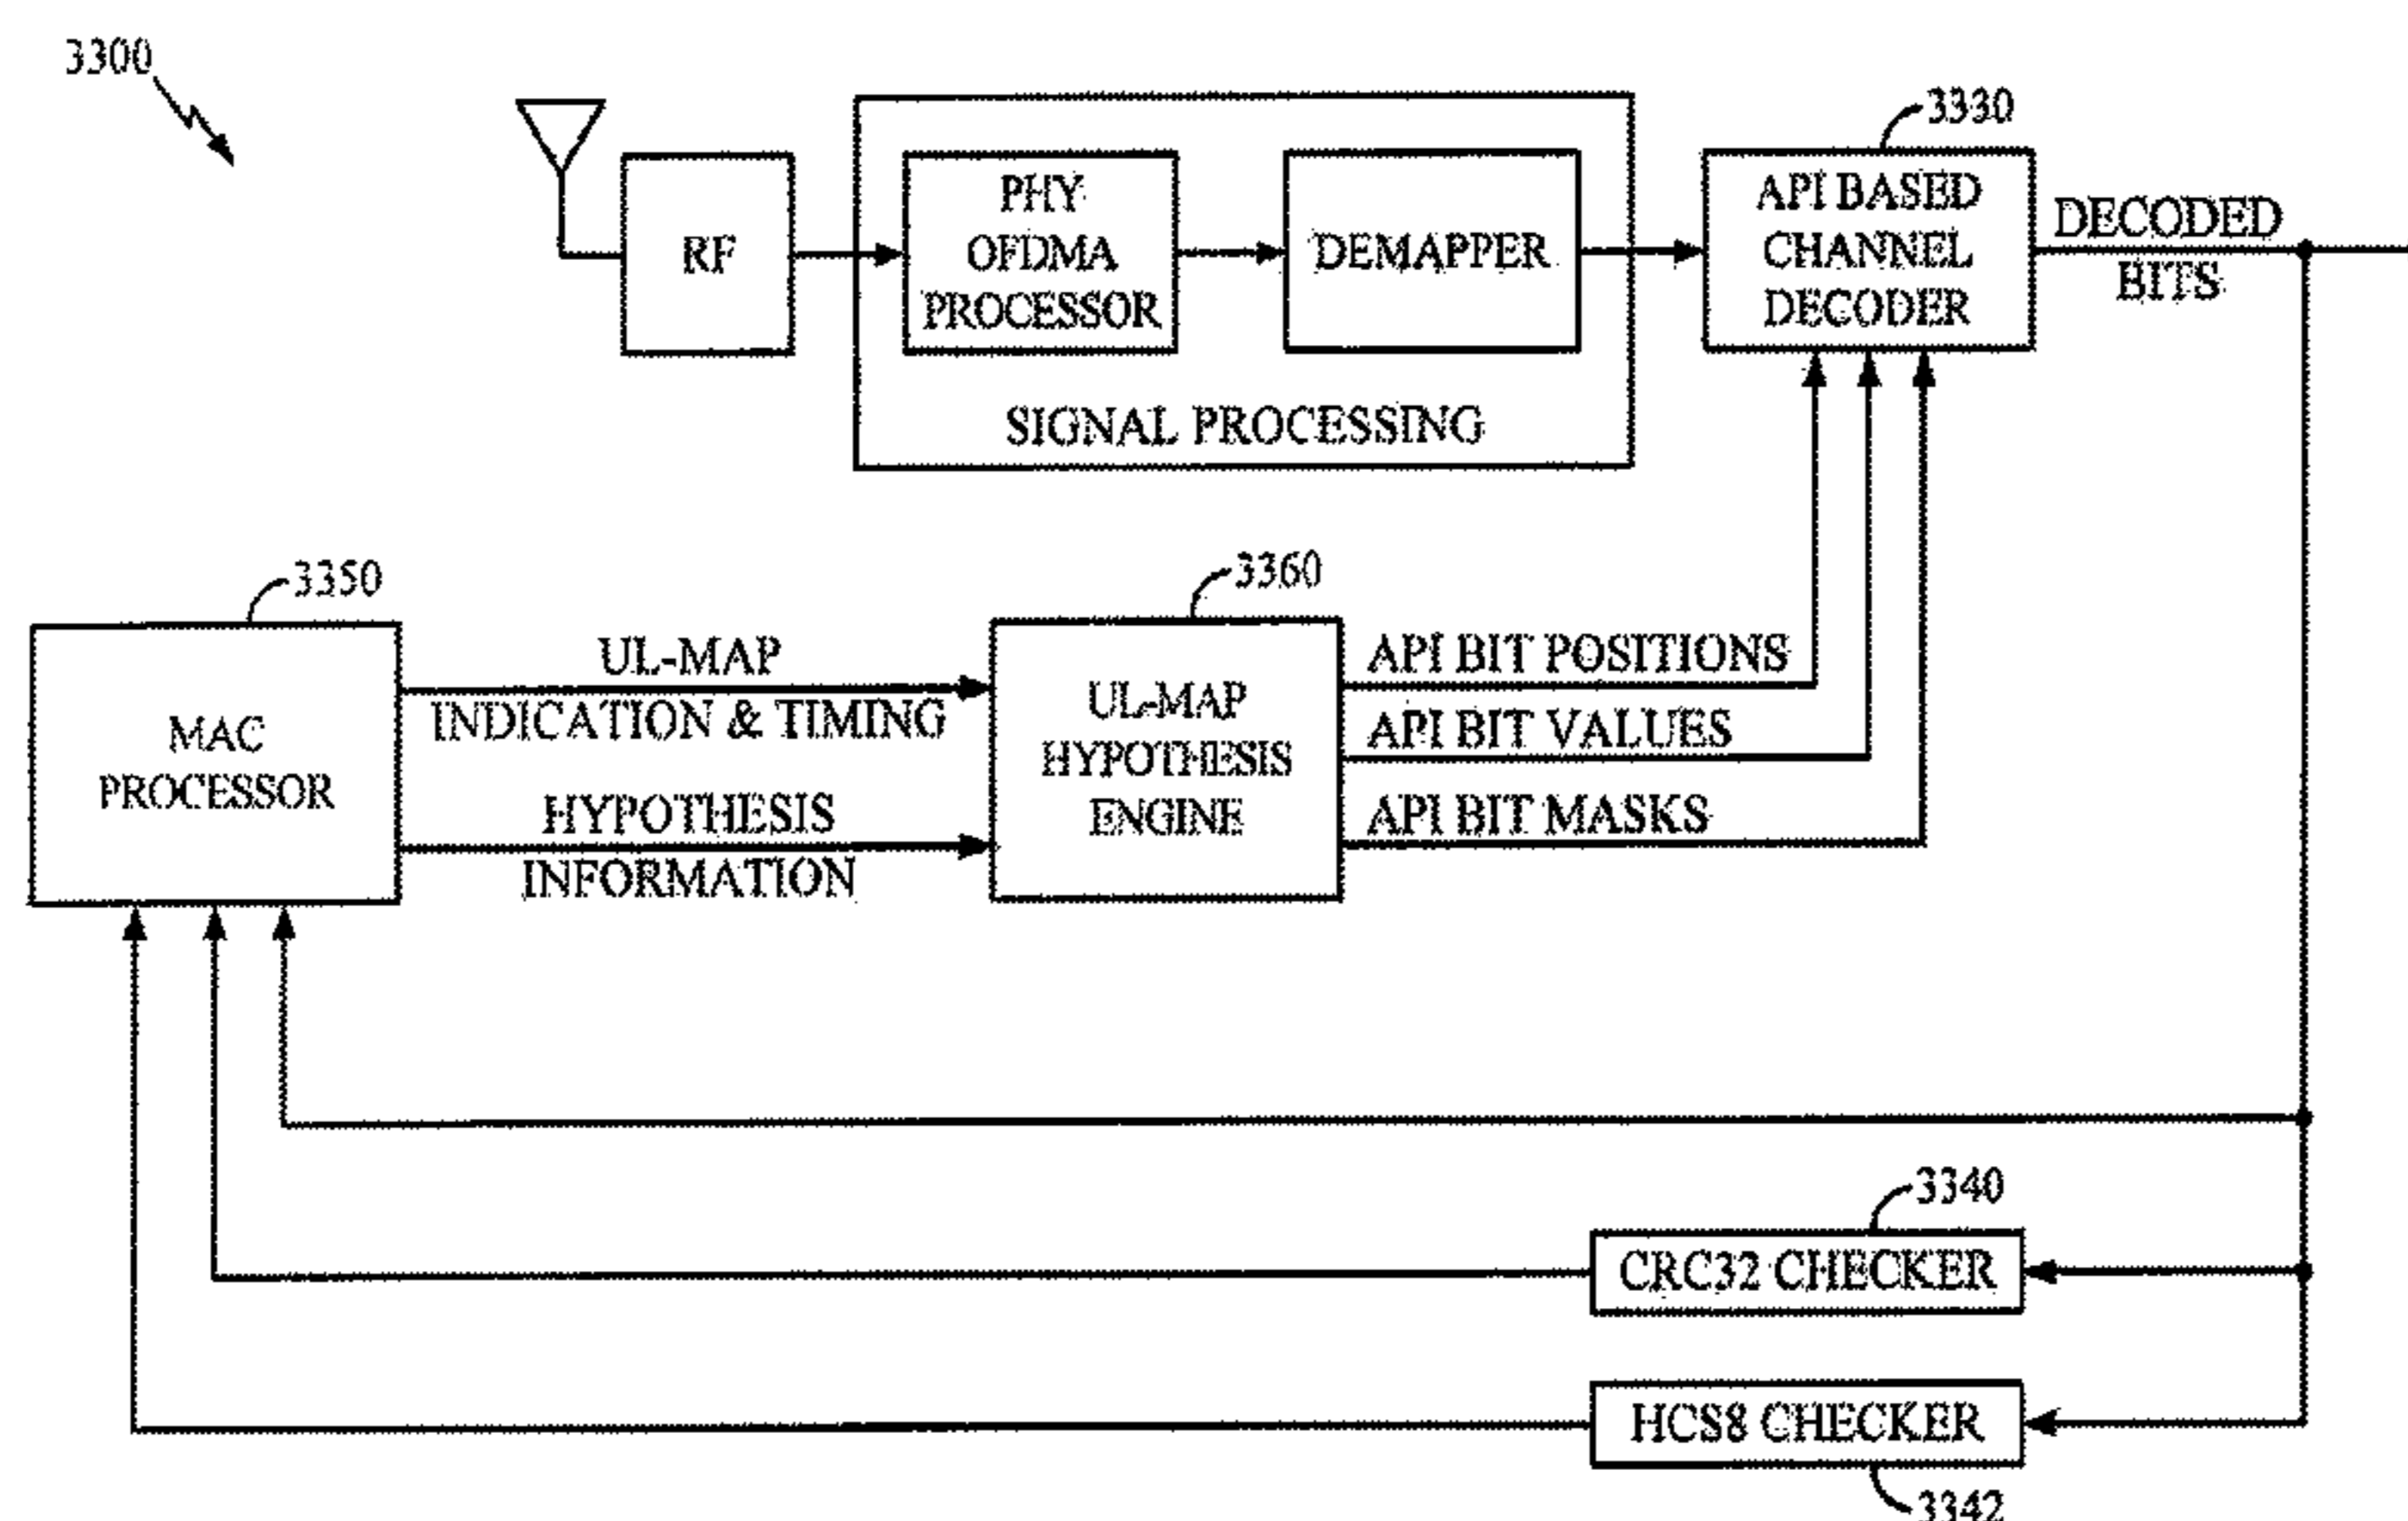 3300
3330
RF
PHY
OFDMA
PROCESSOR
DEMAPPER
SIGNAL PROCESSING
API BASED
CHANNEL
DECODER
DECODED
BITS
3350
3360
MAC
PROCESSOR
UL-MAP
INDICATION & TIMING
HYPOTHESIS
INFORMATION
UL-MAP
HYPOTHESIS
ENGINE
API BIT POSITIONS
API BIT VALUES
API BIT MASKS
3340
CRC32 CHECKER
HCS8 CHECKER
3342